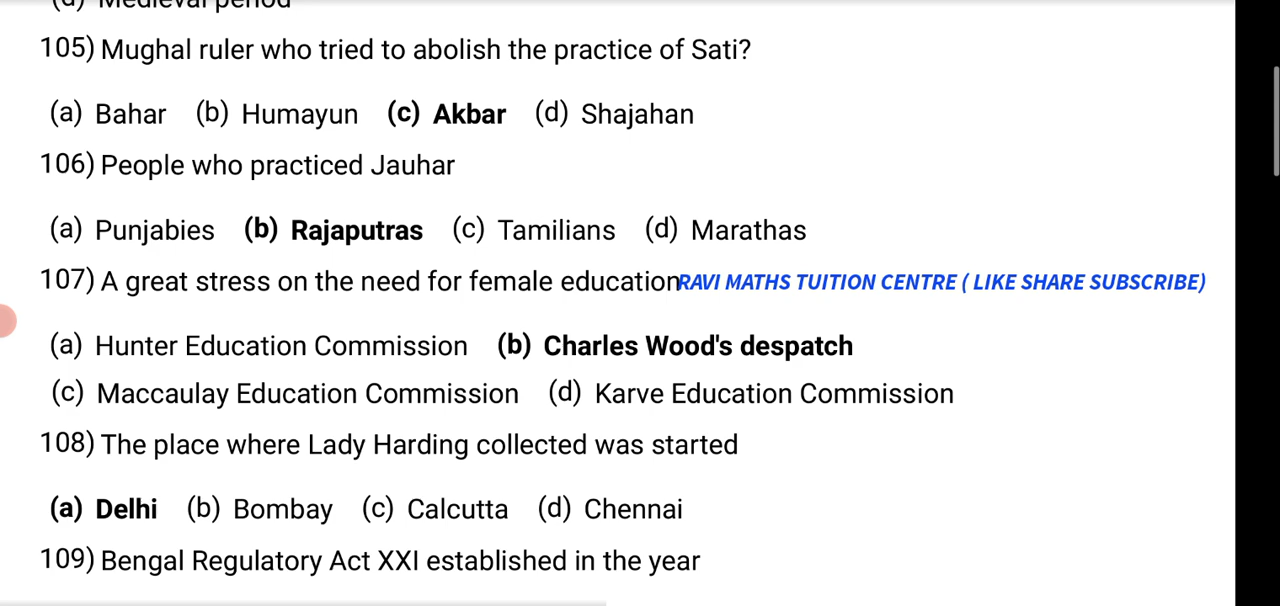 (d) Medieval period
105) Mughal ruler who tried to abolish the practice of Sati?
(a) Bahar (b) Humayun (c) Akbar (d) Shajahan
106) People who practiced Jauhar
(a) Punjabies (b) Rajaputras (c) Tamilians (d) Marathas
107) A great stress on the need for female education RAVI MATHS TUITION CENTRE ( LIKE SHARE SUBSCRIBE)
(a) Hunter Education Commission (b) Charles Wood's despatch
(c) Maccaulay Education Commission (d) Karve Education Commission
108) The place where Lady Harding collected was started
(a) Delhi (b) Bombay (c) Calcutta (d) Chennai
109) Bengal Regulatory Act XXI established in the year